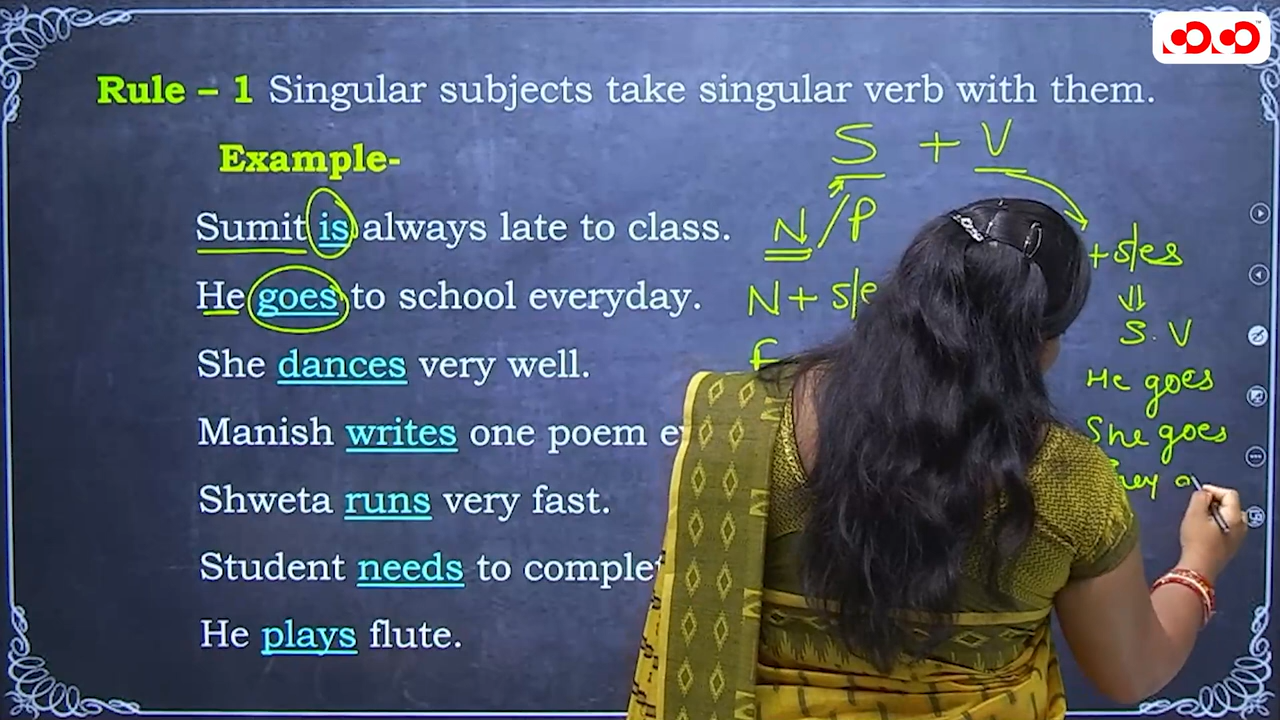 Rule – 1 Singular subjects take singular verb with them.
S + V
Example-
Sumit is always late to class.
N / P
+ s/es
He goes to school everyday.
N + s/e
S.V
She dances very well.
He goes
Manish writes one poem
She goes
Shweta runs very fast.
Student needs to
He plays flute.